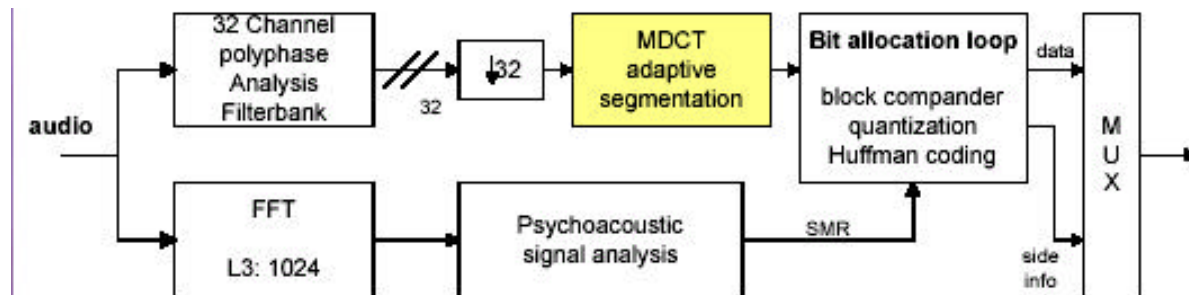 audio
32 Channel
polyphase
Analysis
Filterbank
32
↓32
MDCT
adaptive
segmentation
Bit allocation loop
block compander
quantization
Huffman coding
data
side
info
M
U
X
FFT
L3: 1024
Psychoacoustic
signal analysis
SMR